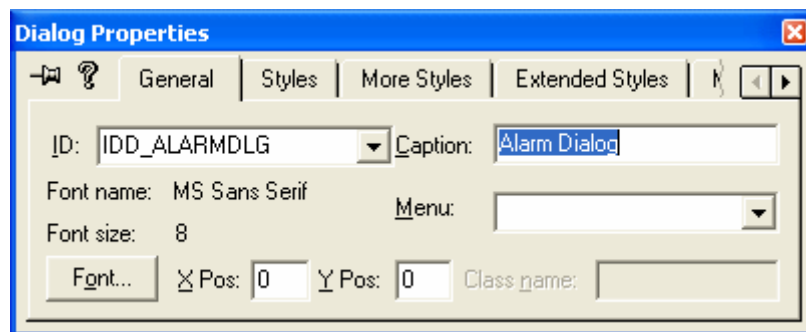 Dialog Properties
? General Styles More Styles Extended Styles
ID: IDD_ALARMDLG Caption: Alarm Dialog
Font name: MS Sans Serif
Menu:
Font size: 8
Font... X Pos: 0 Y Pos: 0 Class name: